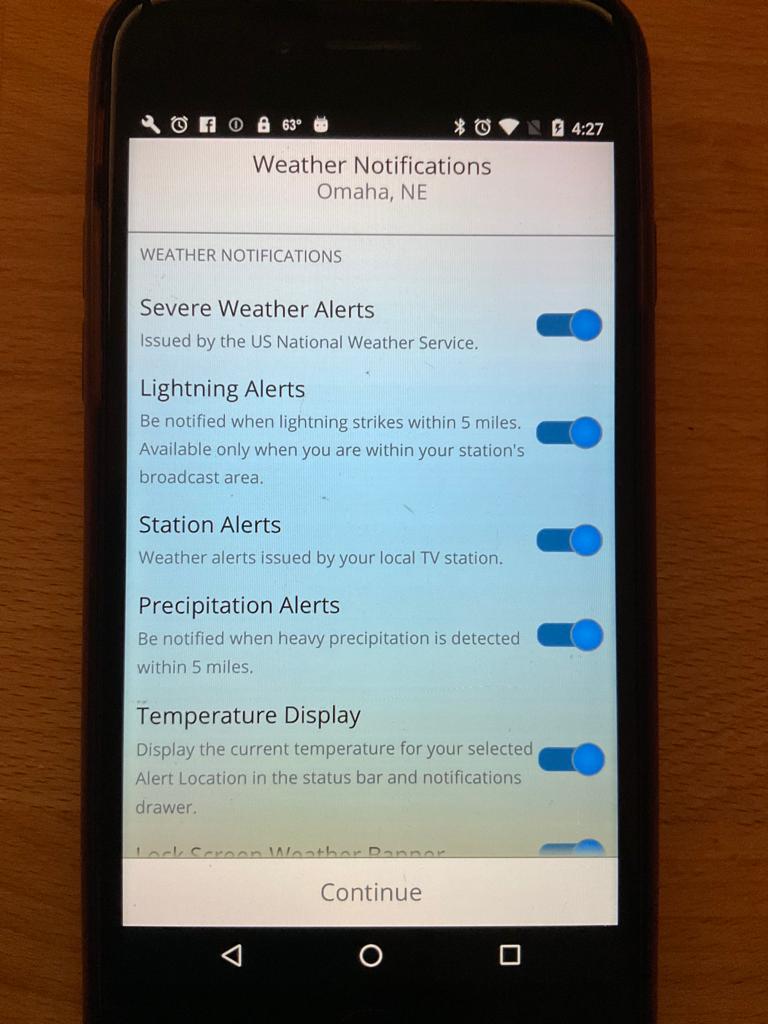 63° 4:27
Weather Notifications
Omaha, NE
WEATHER NOTIFICATIONS
Severe Weather Alerts
Issued by the US National Weather Service.
Lightning Alerts
Be notified when lightning strikes within 5 miles.
Available only when you are within your station's
broadcast area.
Station Alerts
Weather alerts issued by your local TV station.
Precipitation Alerts
Be notified when heavy precipitation is detected
within 5 miles.
Temperature Display
Display the current temperature for your selected
Alert Location in the status bar and notifications
drawer.
Lock Screen Weather Banner
Continue